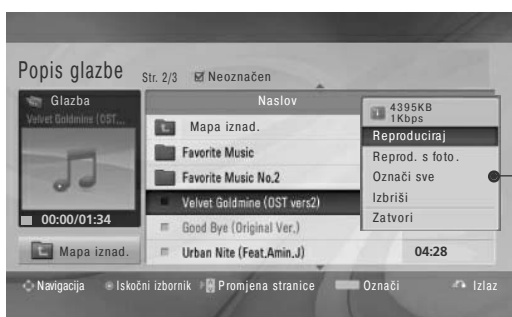 Popis glazbe Str. 2/3 Neoznačen
Glazba
Velvet Goldmine (OST...
00:00/01:34
Mapa iznad.
Naslov
Mapa iznad.
Favorite Music
Favorite Music No.2
Velvet Goldmine (OST vers2)
Good Bye (Original Ver.)
Urban Nite (Feat.Amin.J) 04:28
4395KB
1Kbps
Reproduciraj
Reprod. s foto.
Označi sve
Izbriši
Zatvori
Navigacija Iskočni izbornik Promjena stranice Označi Izlaz